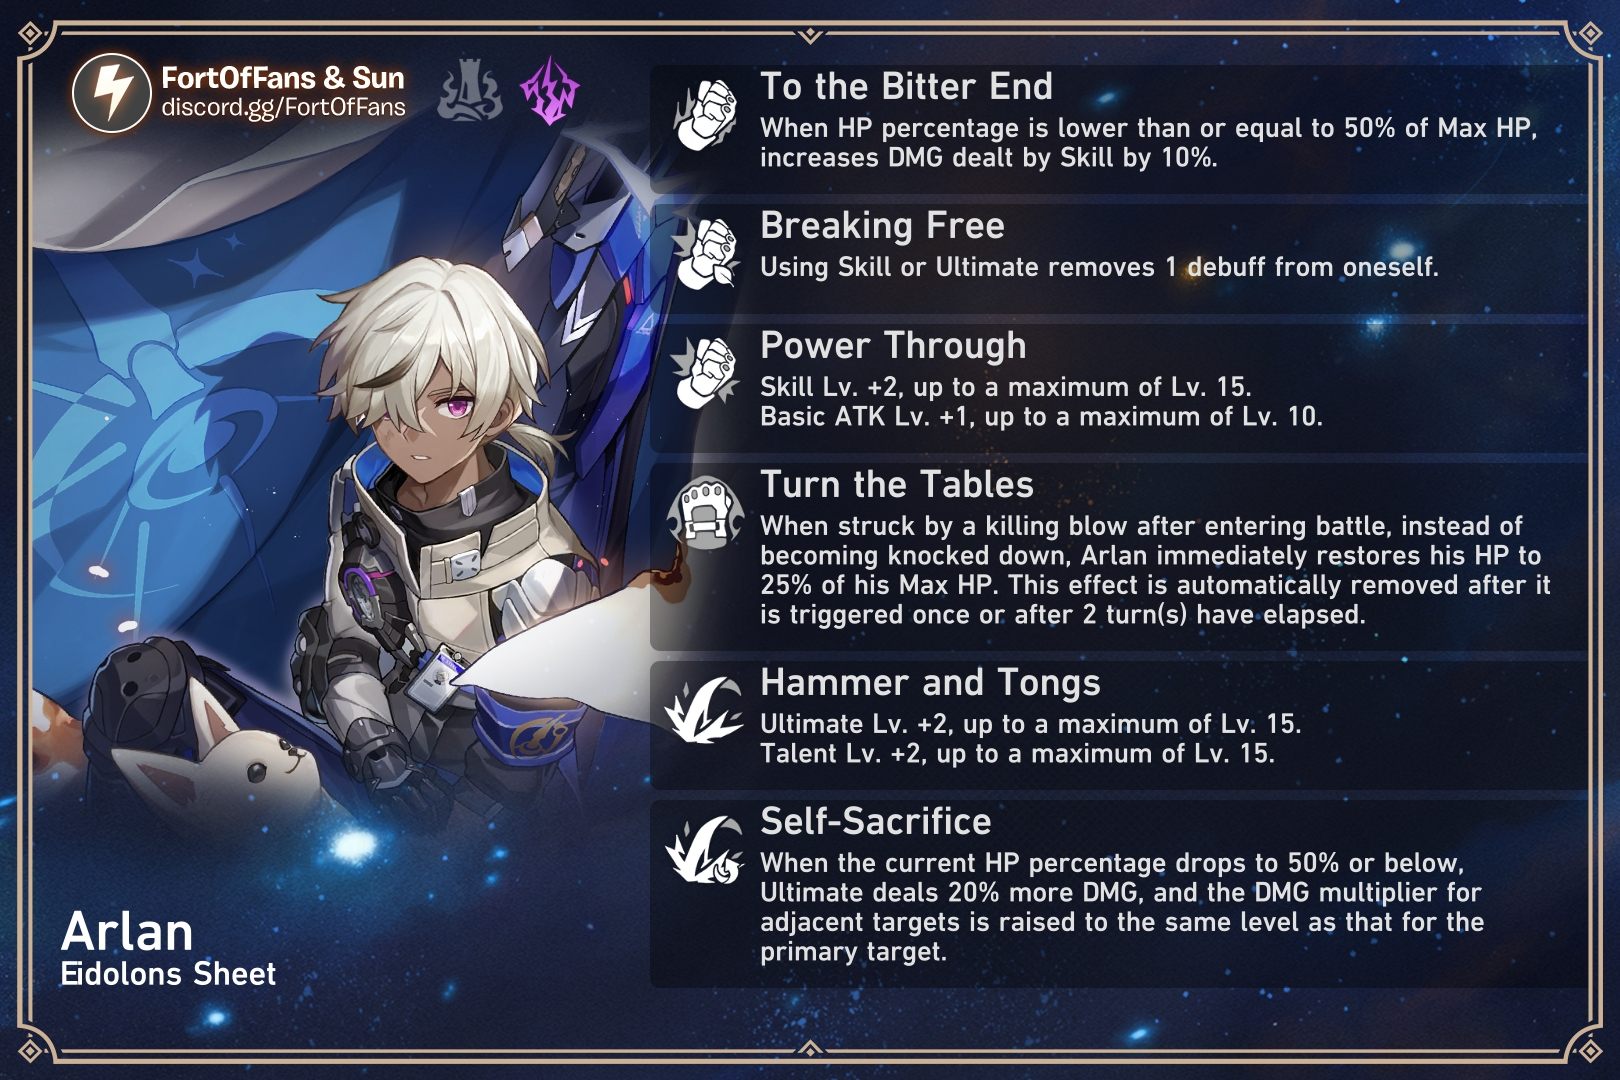 FortOfFans & Sun
discord.gg/FortOfFans
To the Bitter End
When HP percentage is lower than or equal to 50% of Max HP,
increases DMG dealt by Skill by 10%.
Breaking Free
Using Skill or Ultimate removes 1 debuff from oneself.
Power Through
Skill Lv. +2, up to a maximum of Lv. 15.
Basic ATK Lv. +1, up to a maximum of Lv. 10.
Turn the Tables
When struck by a killing blow after entering battle, instead of
becoming knocked down, Arlan immediately restores his HP to
25% of his Max HP. This effect is automatically removed after it
is triggered once or after 2 turn(s) have elapsed.
Hammer and Tongs
Ultimate Lv. +2, up to a maximum of Lv. 15.
Talent Lv. +2, up to a maximum of Lv. 15.
Self-Sacrifice
When the current HP percentage drops to 50% or below,
Ultimate deals 20% more DMG, and the DMG multiplier for
adjacent targets is raised to the same level as that for the
primary target.
Arlan
Eidolons Sheet